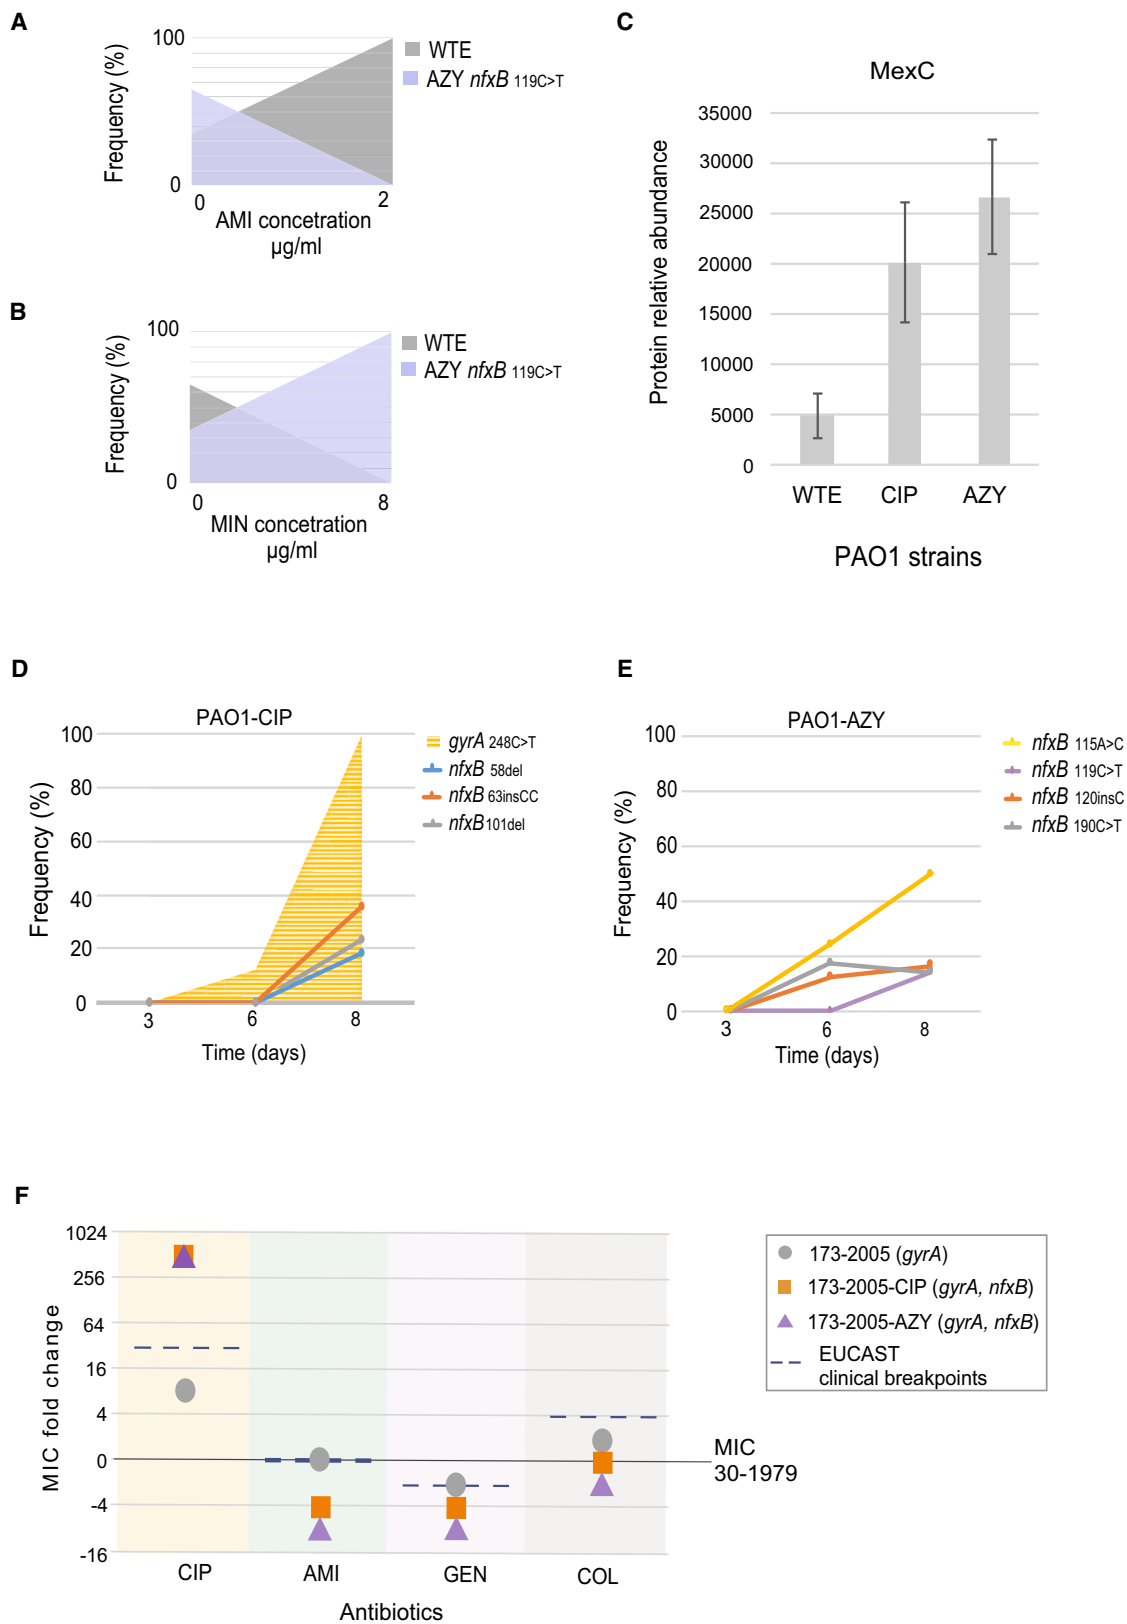 A
Frequency (%)
100
0
0
2
AMI concetration
µg/ml
WTE
AZY nfxB 119C>T
B
Frequency (%)
100
0
0
8
MIN concetration
µg/ml
WTE
AZY nfxB 119C>T
C
MexC
Protein relative abundance
35000
30000
25000
20000
15000
10000
5000
0
WTE CIP AZY
PAO1 strains
D
PAO1-CIP
Frequency (%)
100
80
60
40
20
0
3 6 8
Time (days)
gyrA 248C>T
nfxB 58del
nfxB 63insCC
nfxB 101del
E
PAO1-AZY
Frequency (%)
100
80
60
40
20
0
3 6 8
Time (days)
nfxB 115A>C
nfxB 119C>T
nfxB 120insC
nfxB 190C>T
F
MIC fold change
1024
256
64
16
4
0
-4
-16
CIP AMI GEN COL
Antibiotics
MIC
30-1979
173-2005 (gyrA)
173-2005-CIP (gyrA, nfxB)
173-2005-AZY (gyrA, nfxB)
EUCAST
clinical breakpoints